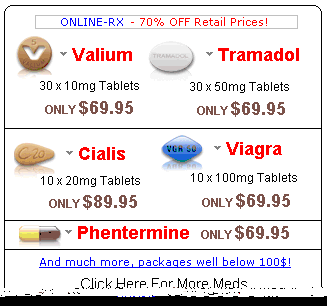 ONLINE-RX - 70% OFF Retail Prices!
Valium Tramadol
30 x 10mg Tablets 30 x 50mg Tablets
ONLY $69.95 ONLY $69.95
Cialis Viagra
10 x 20mg Tablets 10 x 100mg Tablets
ONLY $89.95 ONLY $69.95
Phentermine ONLY $69.95
And much more, packages well below 100$!
Click Here For More Meds
V
TRAMADOL
C20
VGR 50